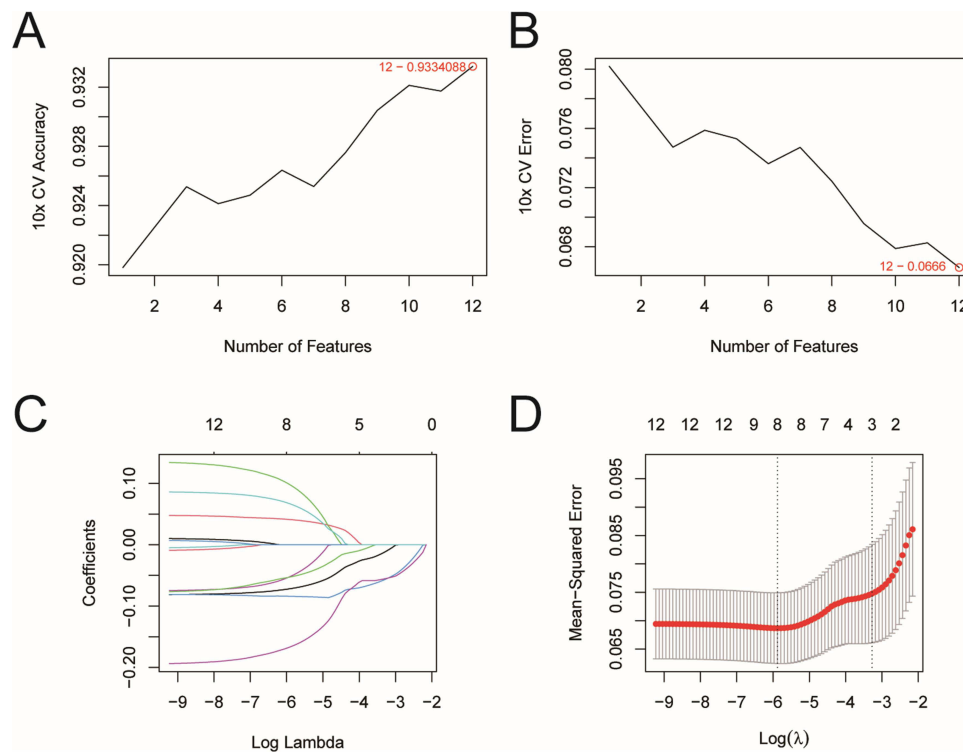 A
10x CV Accuracy
0.932
0.928
0.924
0.920
12 − 0.9334088
2 4 6 8 10 12
Number of Features
B
10x CV Error
0.080
0.076
0.072
0.068
12 − 0.0666
2 4 6 8 10 12
Number of Features
C
12 8 6 5 2 0
Coefficients
0.10
0.00
−0.10
−0.20
−9 −8 −7 −6 −5 −4 −3 −2
Log Lambda
D
12 12 12 9 8 8 7 4 3 2
Mean−Squared Error
0.095
0.085
0.075
0.065
−9 −8 −7 −6 −5 −4 −3 −2
Log(λ)